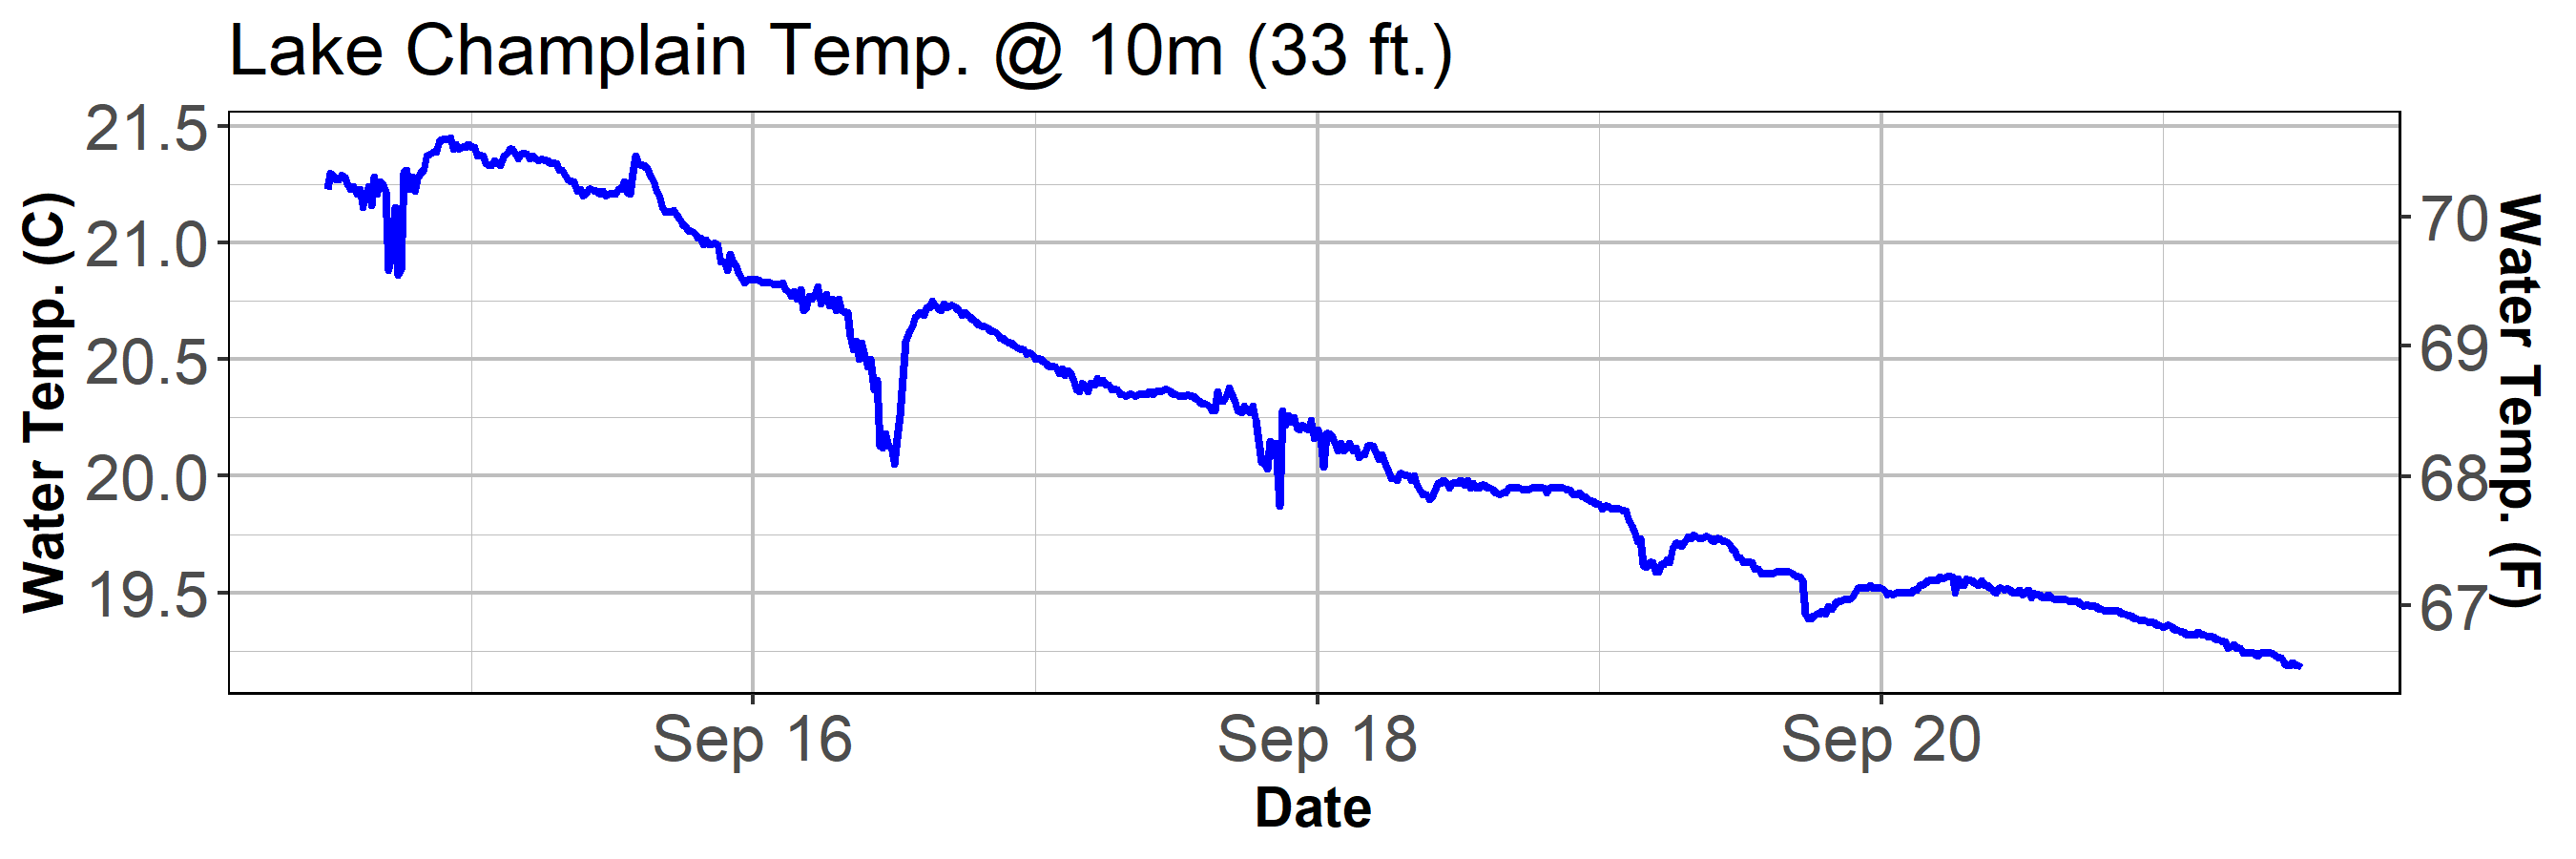 Lake Champlain Temp. @ 10m (33 ft.)
21.5
21.0
20.5
20.0
19.5
Water Temp. (C)
70
69
68
67
Water Temp. (F)
Sep 16
Sep 18
Sep 20
Date